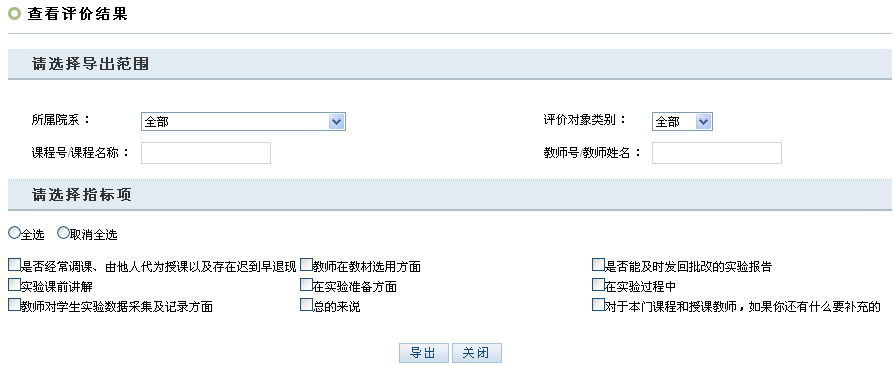 查看评价结果
请选择导出范围
所属院系： 全部 评价对象类别： 全部
课程号/课程名称： 教师号/教师姓名：
请选择指标项
全选 取消全选
是否经常调课、由他人代为授课以及存在迟到早退现 教师在教材选用方面 是否能及时发回批改的实验报告
实验课前讲解 在实验准备方面 在实验过程中
教师对学生实验数据采集及记录方面 总的来说 对于本门课程和授课教师，如果你还有什么要补充的
导出 关闭